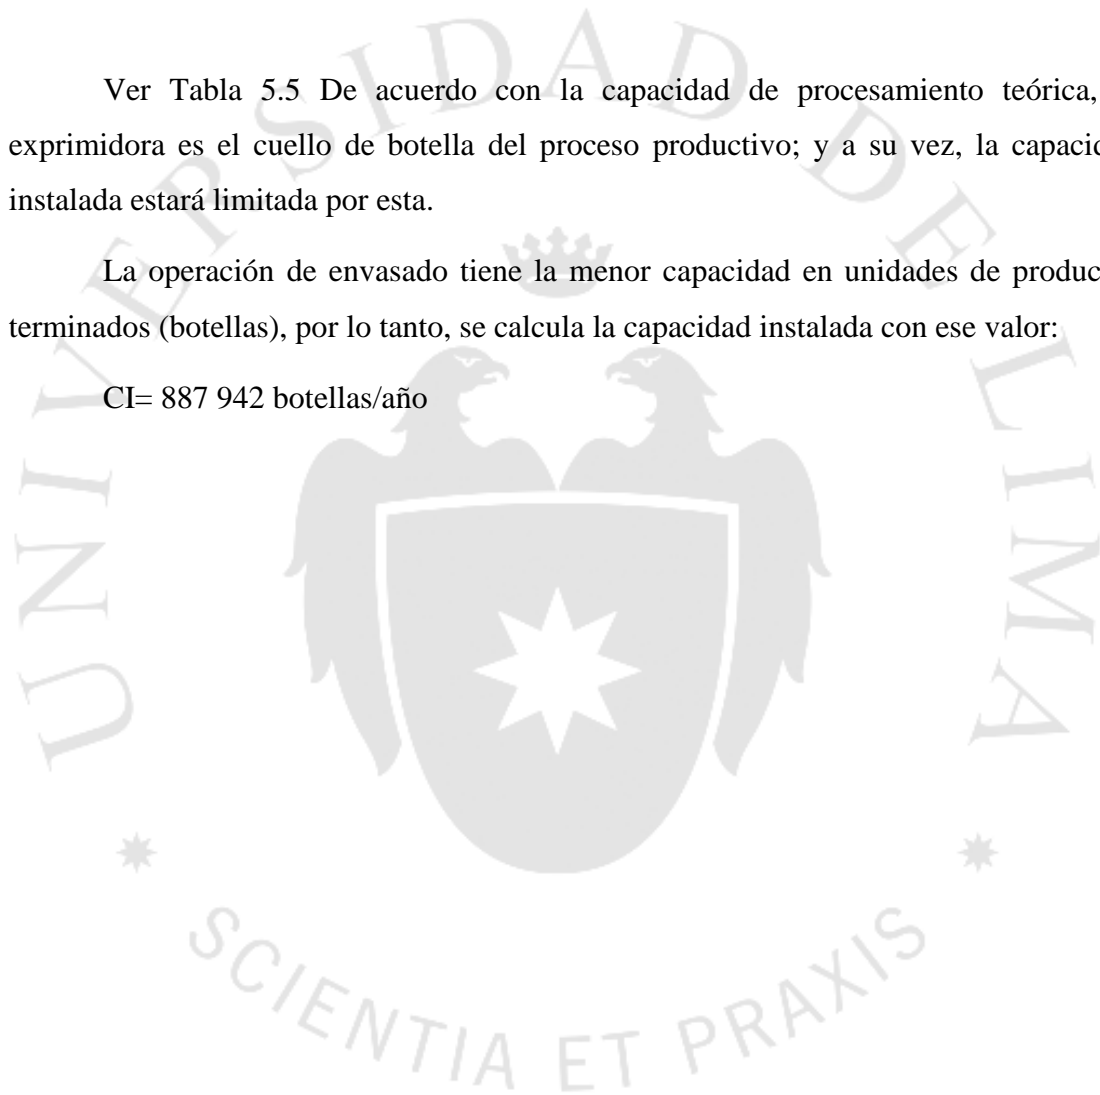 Ver Tabla 5.5 De acuerdo con la capacidad de procesamiento teórica,
exprimidora es el cuello de botella del proceso productivo; y a su vez, la
instalada estará limitada por esta.
La operación de envasado tiene la menor capacidad en unidades de
terminados (botellas), por lo tanto, se calcula la capacidad instalada con ese valor:
CI= 887 942 botellas/año
UNIVERSIDAD DE LIMA
SCIENTIA ET PRAXIS